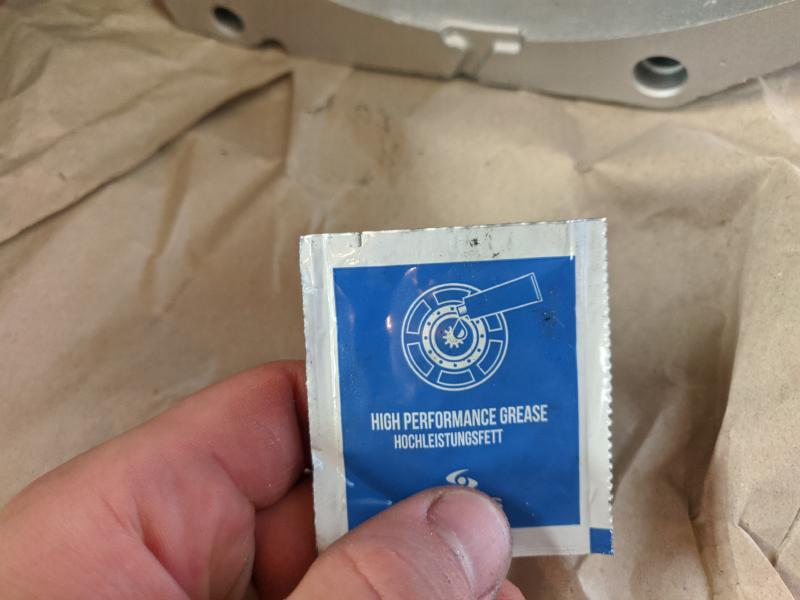 HIGH PERFORMANCE GREASE
HOCHLEISTUNGSFETT